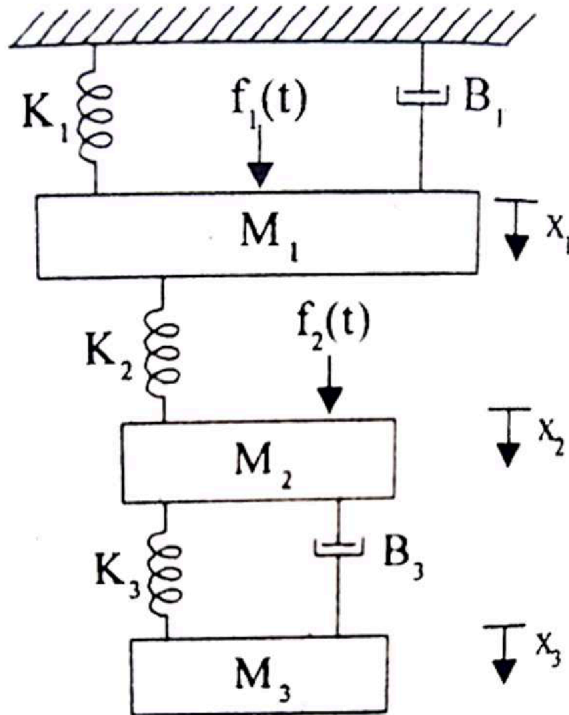 K₁ f₁(t) B₁
M₁ x₁
K₂ f₂(t)
M₂ x₂
K₃ B₃
M₃ x₃